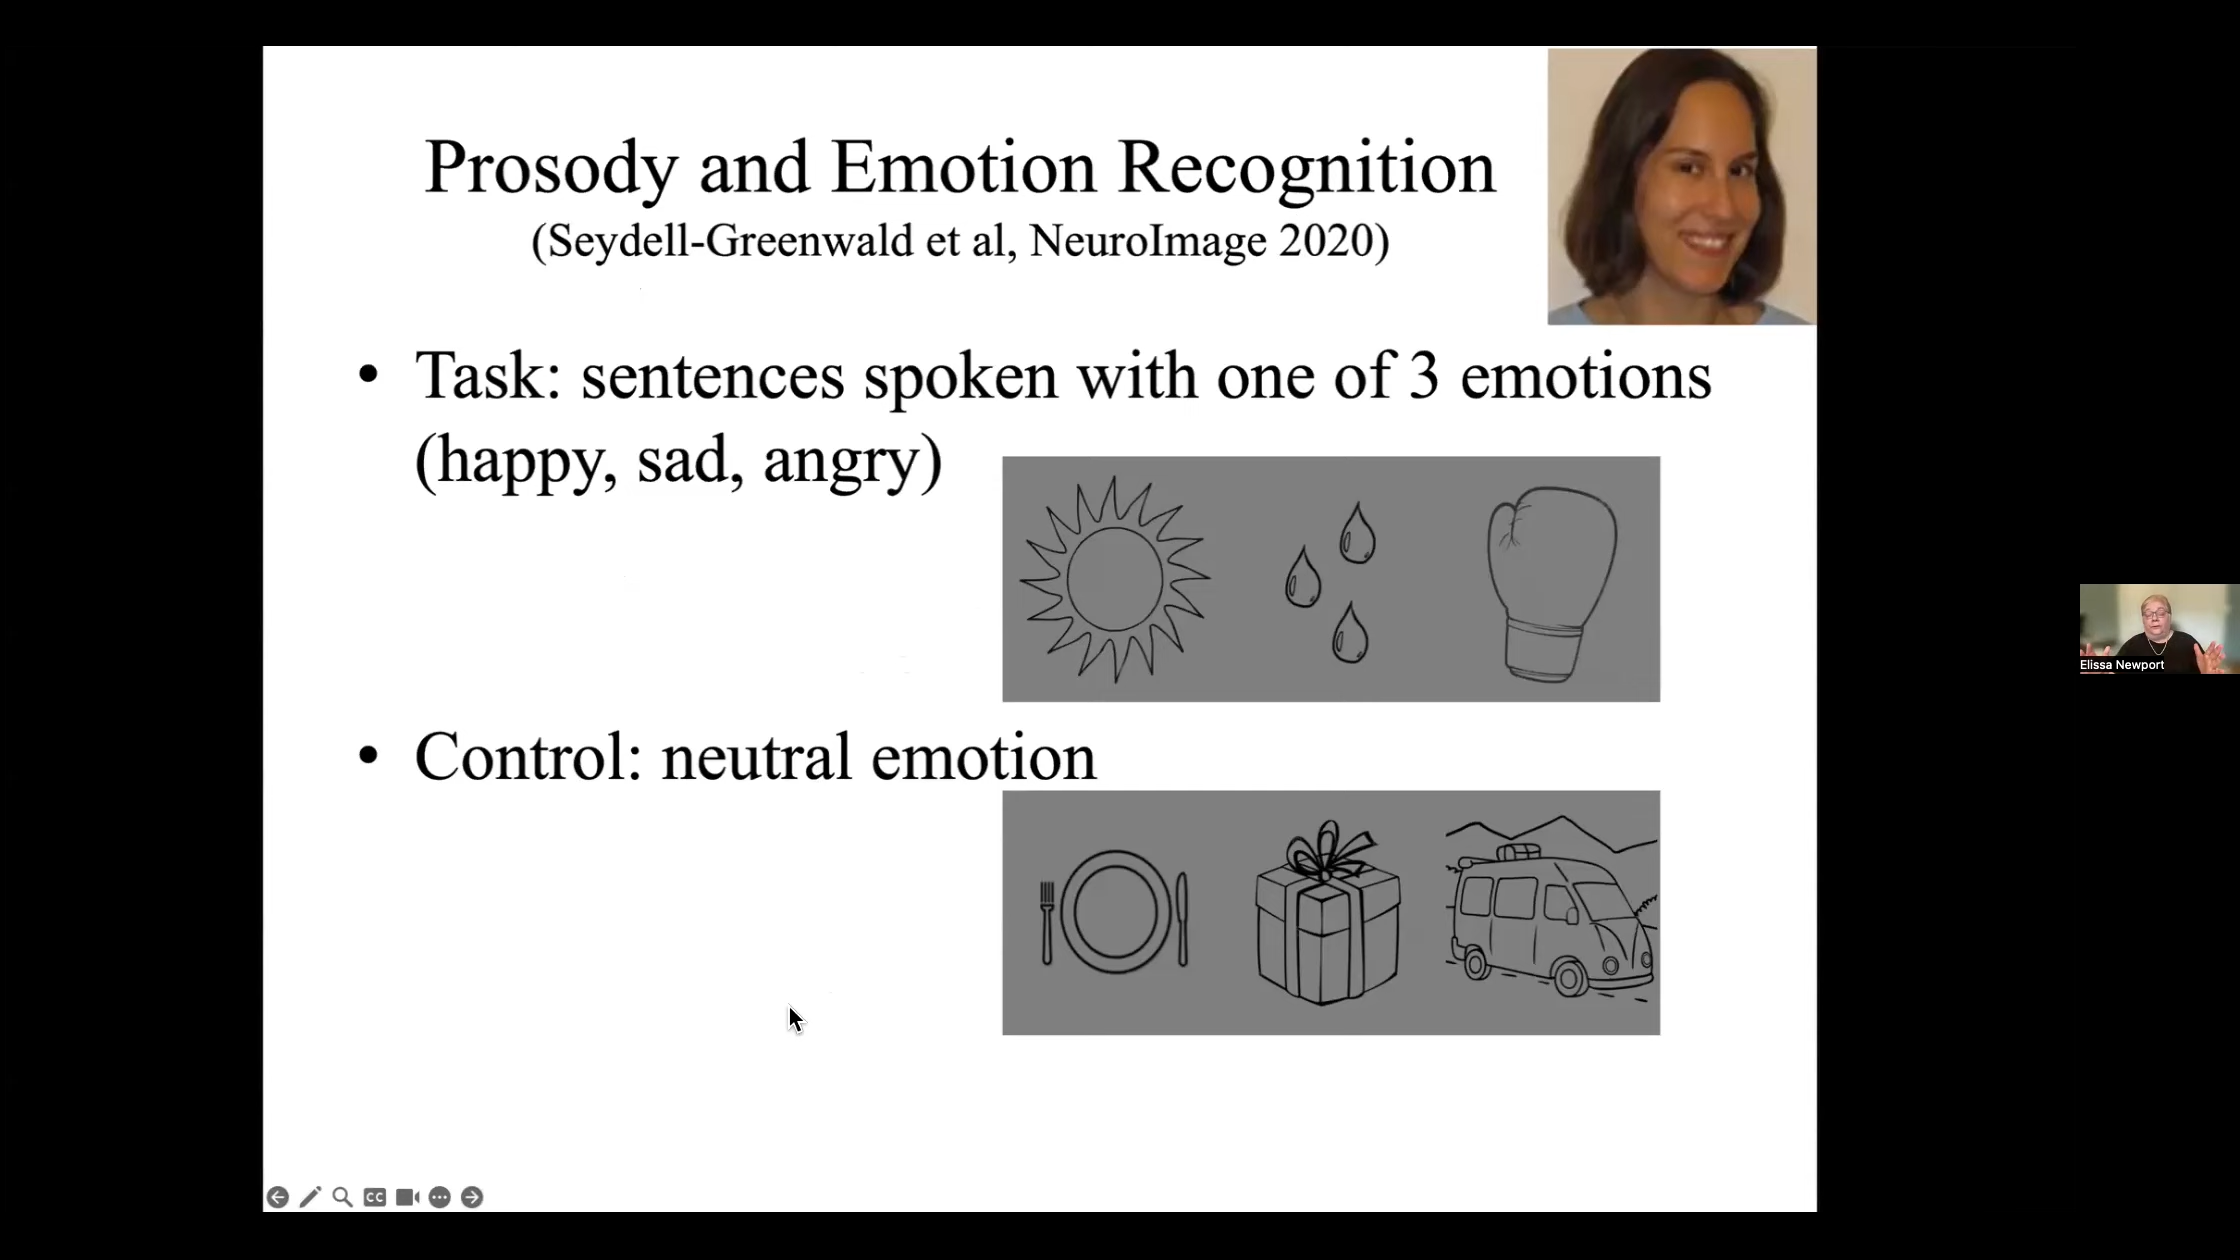 Prosody and Emotion Recognition
(Seydell-Greenwald et al, NeuroImage 2020)
• Task: sentences spoken with one of 3 emotions
(happy, sad, angry)
• Control: neutral emotion
Elissa Newport
CC